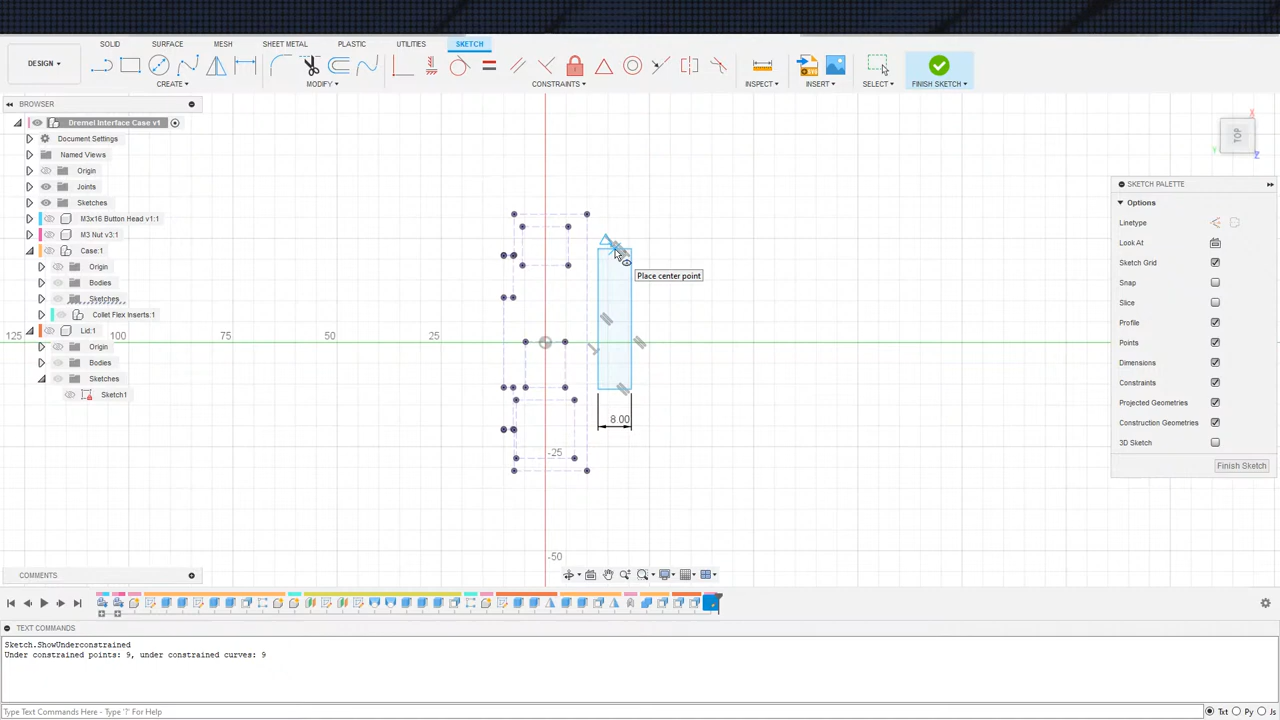 SOLID SURFACE MESH SHEET METAL PLASTIC UTILITIES SKETCH
DESIGN
CREATE MODIFY CONSTRAINTS INSPECT INSERT SELECT FINISH SKETCH
BROWSER
Dremel Interface Case v1
Document Settings
Named Views
Origin
Joints
Sketches
M3x16 Button Head v1:1
M3 Nut v3:1
Case:1
Origin
Bodies
Sketches
Collet Flex Inserts:1
Lid:1
Origin
Bodies
Sketches
Sketch1
125 100 75 50 25
-25
-50
Place center point
8 00
TOP
X
Y
Z
SKETCH PALETTE
Options
Linetype
Look At
Sketch Grid
Snap
Slice
Profile
Points
Dimensions
Constraints
Projected Geometries
Construction Geometries
3D Sketch
Finish Sketch
COMMENTS
TEXT COMMANDS
Sketch.ShowUnderconstrained
Under constrained points: 9, under constrained curves: 9
Type Text Commands Here - Type '?' For Help
Txt Py Js